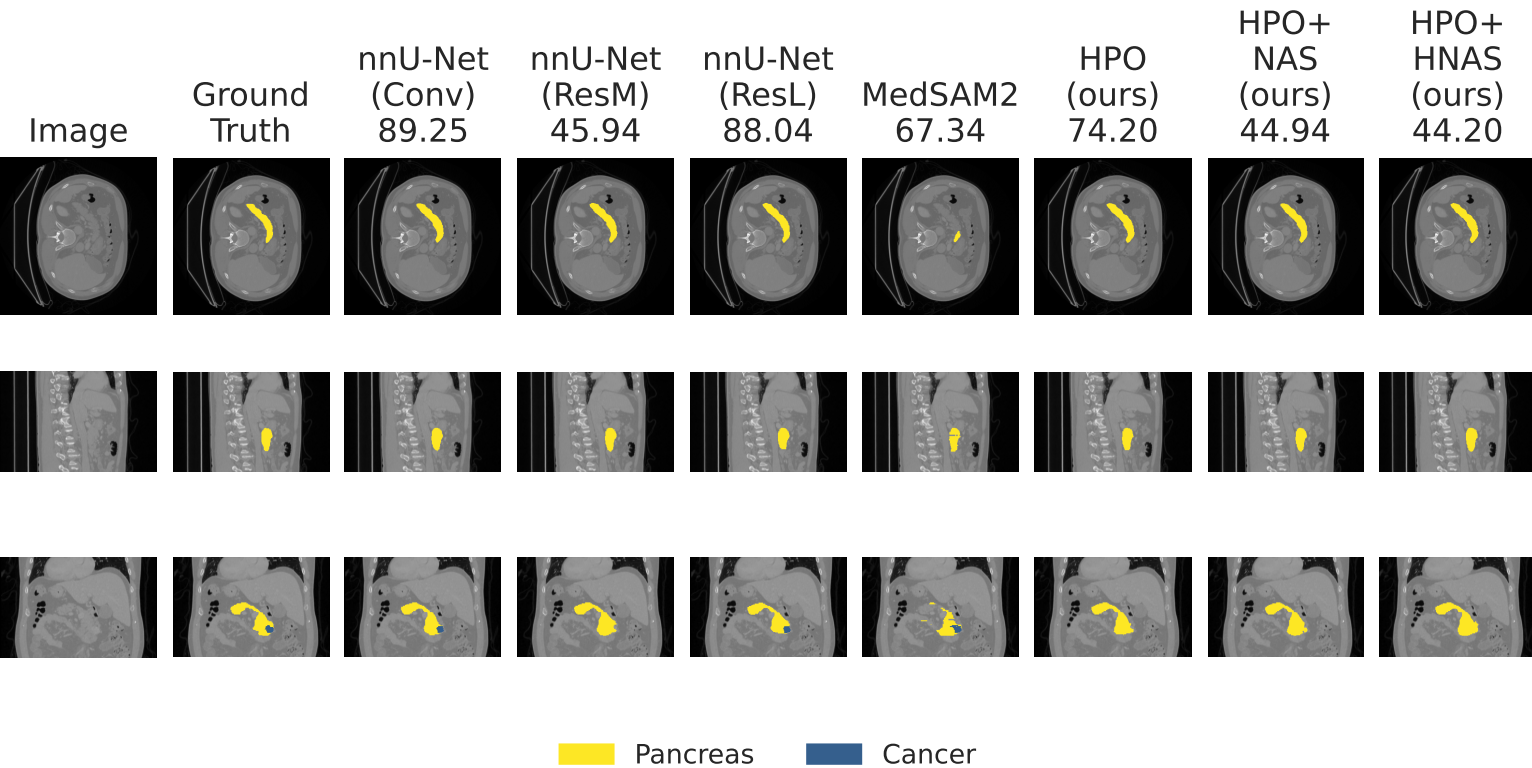 Image
Ground
Truth
nnU-Net
(Conv)
89.25
nnU-Net
(ResM)
45.94
nnU-Net
(ResL)
88.04
MedSAM2
67.34
HPO
(ours)
74.20
HPO+
NAS
(ours)
44.94
HPO+
HNAS
(ours)
44.20
Pancreas
Cancer